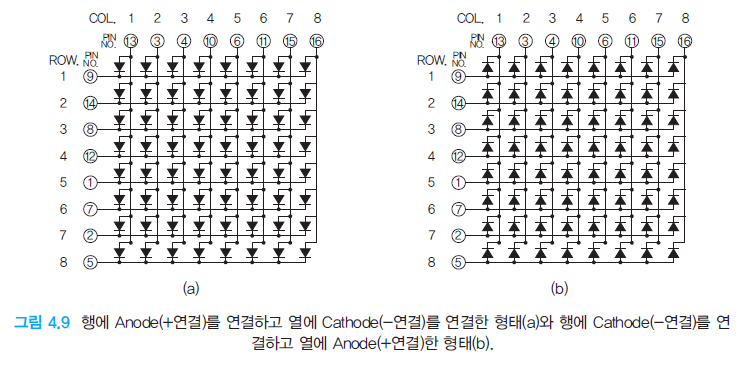 COL. 1 2 3 4 5 6 7 8
PIN NO. ⑬ ③ ④ ⑩ ⑥ ⑪ ⑮ ⑯
ROW. PIN NO.
1 ⑨
2 ⑭
3 ⑧
4 ⑫
5 ①
6 ⑦
7 ②
8 ⑤
(a)
COL. 1 2 3 4 5 6 7 8
PIN NO. ⑬ ③ ④ ⑩ ⑥ ⑪ ⑮ ⑯
ROW. PIN NO.
1 ⑨
2 ⑭
3 ⑧
4 ⑫
5 ①
6 ⑦
7 ②
8 ⑤
(b)
그림 4.9 행에 Anode(+연결)를 연결하고 열에 Cathode(−연결)를 연결한 형태(a)와 행에 Cathode(−연결)를 연
결하고 열에 Anode(+연결)한 형태(b).